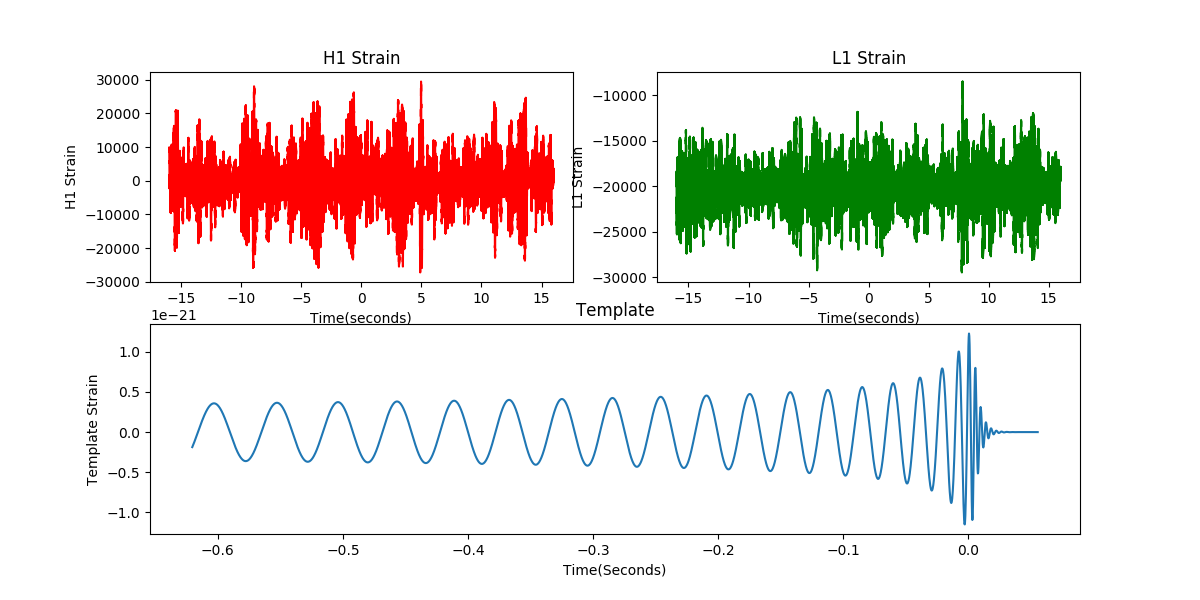 H1 Strain
30000
20000
10000
0
−10000
−20000
−30000
H1 Strain
−15 −10 −5 0 5 10 15
Time(seconds)
L1 Strain
−10000
−15000
−20000
−25000
−30000
L1 Strain
−15 −10 −5 0 5 10 15
Time(seconds)
Template
1e−21
1.0
0.5
0.0
−0.5
−1.0
Template Strain
−0.6 −0.5 −0.4 −0.3 −0.2 −0.1 0.0
Time(Seconds)